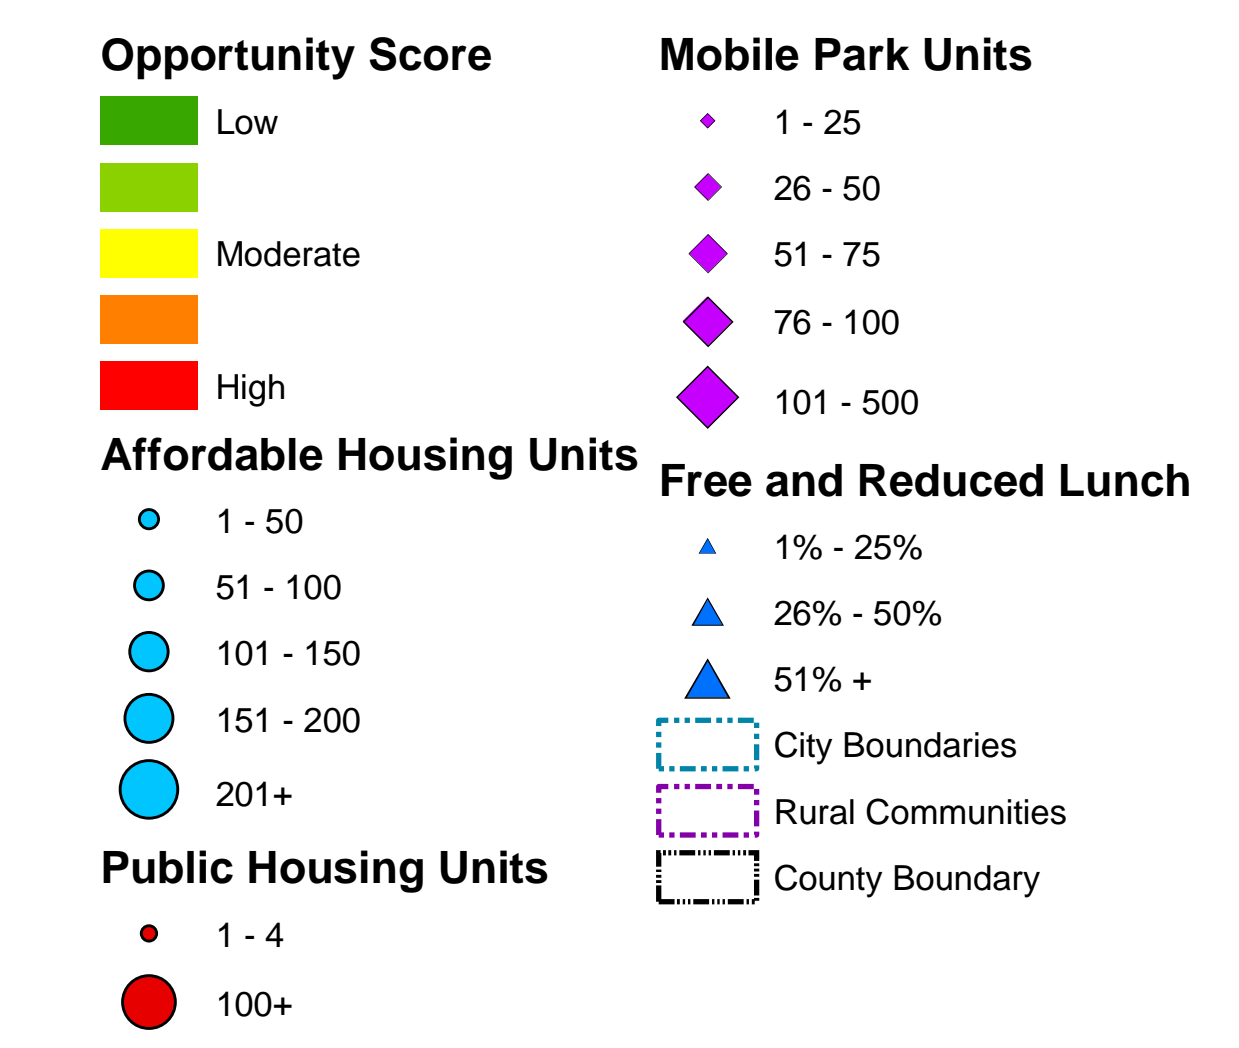 Opportunity Score
Low
Moderate
High
Affordable Housing Units
1 - 50
51 - 100
101 - 150
151 - 200
201+
Public Housing Units
1 - 4
100+
Mobile Park Units
1 - 25
26 - 50
51 - 75
76 - 100
101 - 500
Free and Reduced Lunch
1% - 25%
26% - 50%
51% +
City Boundaries
Rural Communities
County Boundary